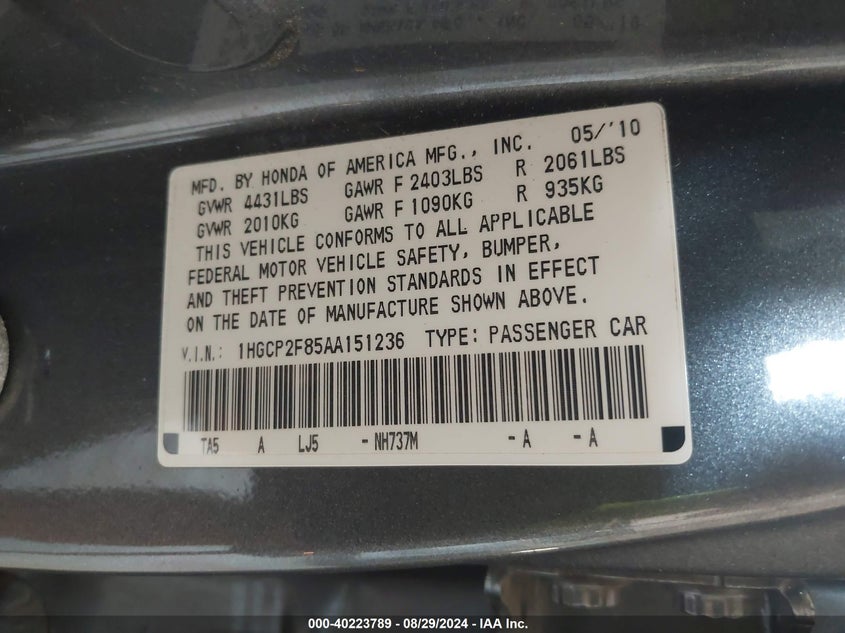 MFD. BY HONDA OF AMERICA MFG., INC. 05/'10
GVWR 4431LBS GAWR F 2403LBS R 2061LBS
GVWR 2010KG GAWR F 1090KG R 935KG
THIS VEHICLE CONFORMS TO ALL APPLICABLE
FEDERAL MOTOR VEHICLE SAFETY, BUMPER,
AND THEFT PREVENTION STANDARDS IN EFFECT
ON THE DATE OF MANUFACTURE SHOWN ABOVE.
V.I.N.: 1HGCP2F85AA151236 TYPE: PASSENGER CAR
TA5 A LJ5 - NH737M - A - A
000-40223789 - 08/29/2024 - IAA Inc.